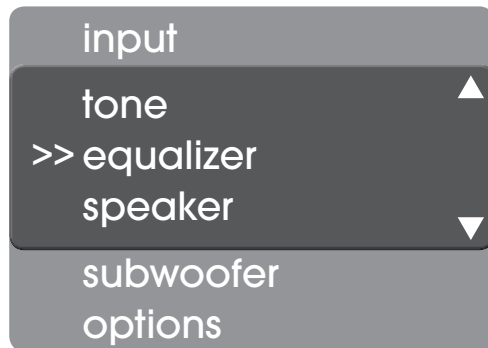 input
tone
>> equalizer
speaker
subwoofer
options